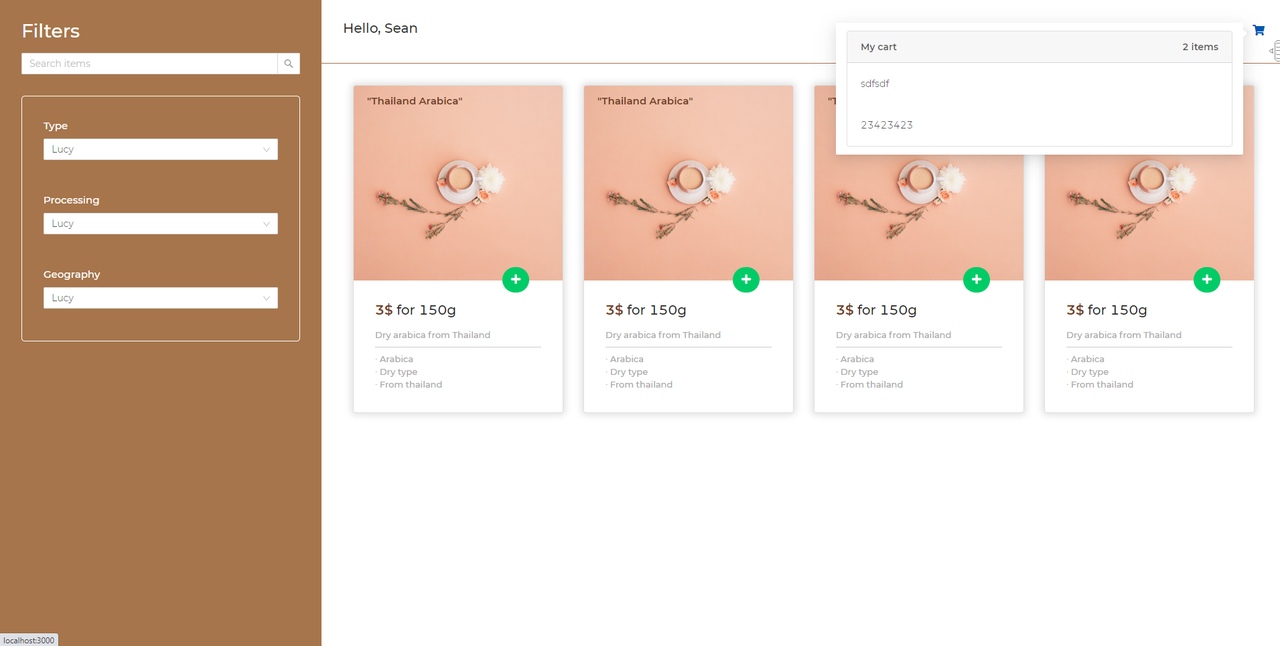 Filters
Search items
Type
Lucy
Processing
Lucy
Geography
Lucy
Hello, Sean
My cart 2 items
sdfsdf
23423423
"Thailand Arabica"
3$ for 150g
Dry arabica from Thailand
· Arabica
· Dry type
· From thailand
"Thailand Arabica"
3$ for 150g
Dry arabica from Thailand
· Arabica
· Dry type
· From thailand
3$ for 150g
Dry arabica from Thailand
· Arabica
· Dry type
· From thailand
3$ for 150g
Dry arabica from Thailand
· Arabica
· Dry type
· From thailand
localhost:3000